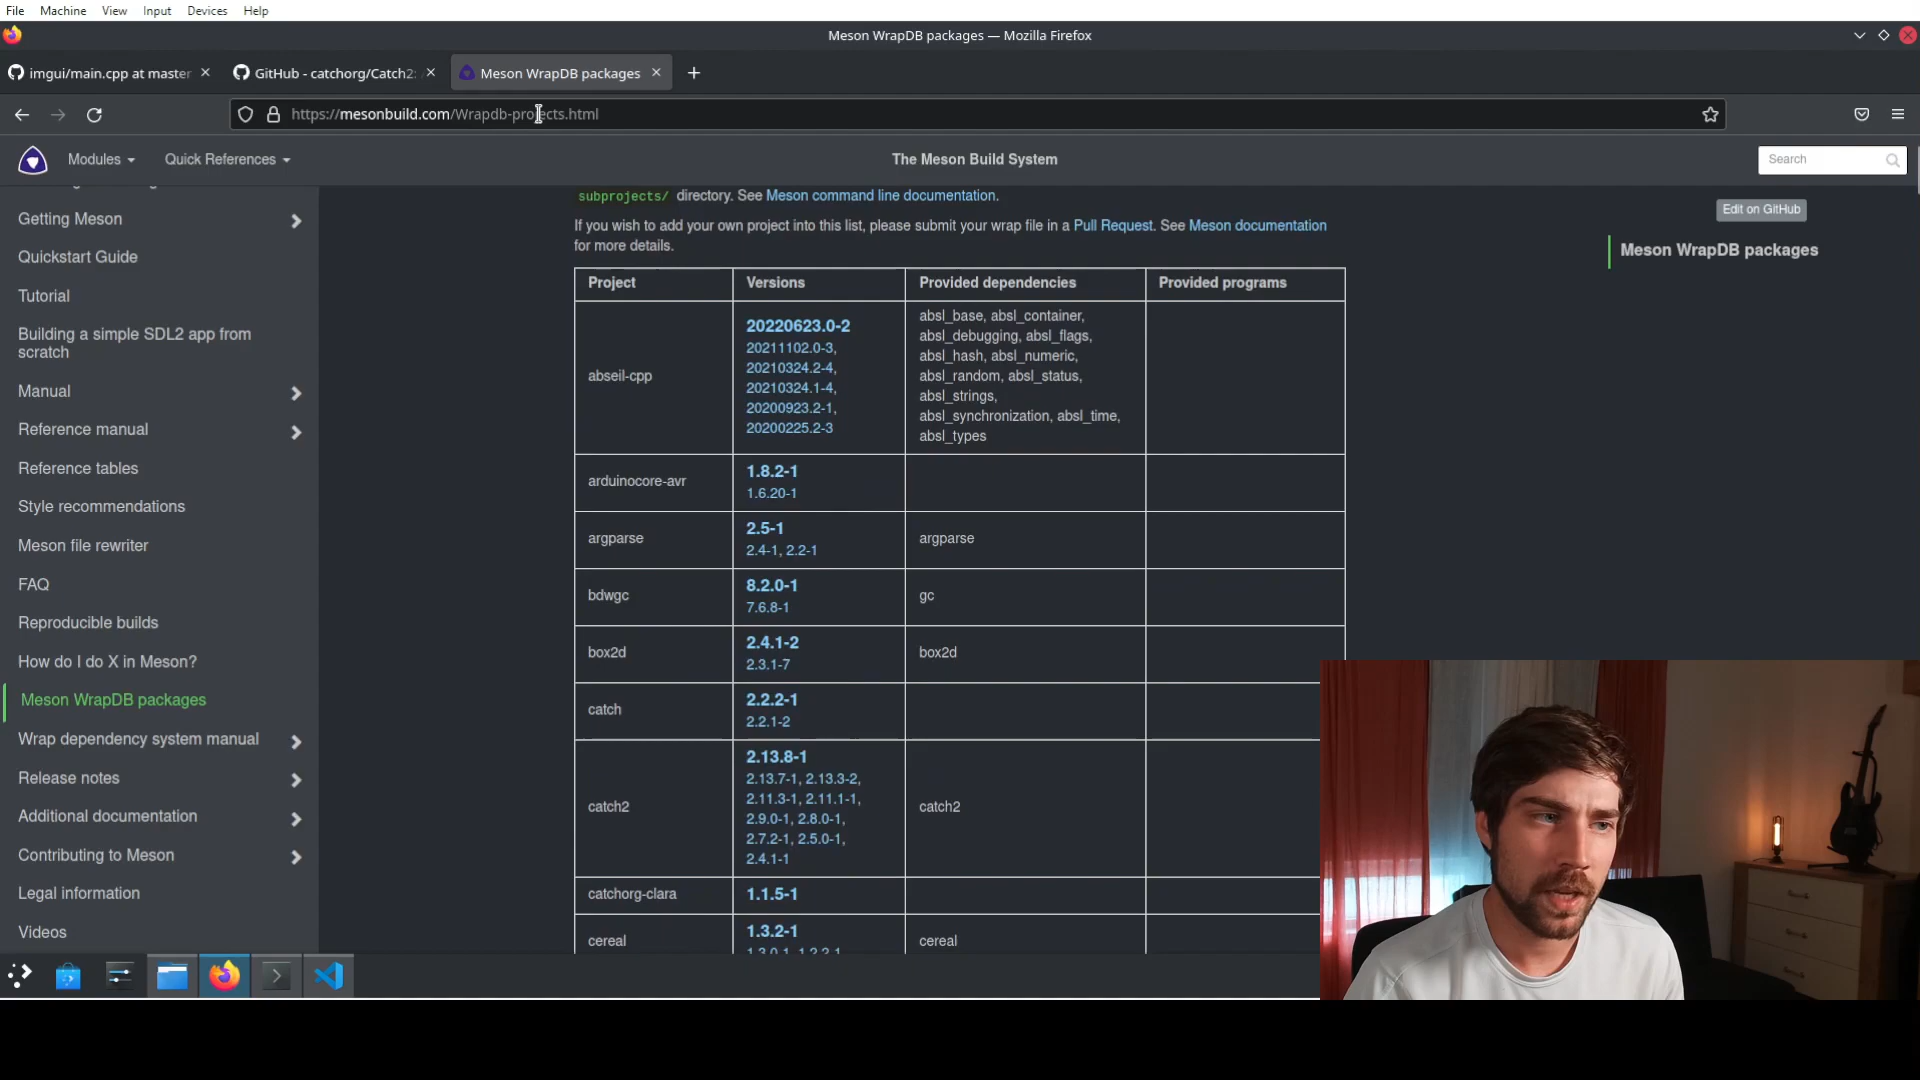 File Machine View Input Devices Help
Meson WrapDB packages — Mozilla Firefox
imgui/main.cpp at master
GitHub - catchorg/Catch2:
Meson WrapDB packages
https://mesonbuild.com/Wrapdb-projects.html
Modules
Quick References
The Meson Build System
Search
Getting Meson
Quickstart Guide
Tutorial
Building a simple SDL2 app from
scratch
Manual
Reference manual
Reference tables
Style recommendations
Meson file rewriter
FAQ
Reproducible builds
How do I do X in Meson?
Meson WrapDB packages
Wrap dependency system manual
Release notes
Additional documentation
Contributing to Meson
Legal information
Videos
subprojects/ directory. See Meson command line documentation.
If you wish to add your own project into this list, please submit your wrap file in a Pull Request. See Meson documentation
for more details.
Project Versions Provided dependencies Provided programs
abseil-cpp
20220623.0-2
20211102.0-3,
20210324.2-4,
20210324.1-4,
20200923.2-1,
20200225.2-3
absl_base, absl_container,
absl_debugging, absl_flags,
absl_hash, absl_numeric,
absl_random, absl_status,
absl_strings,
absl_synchronization, absl_time,
absl_types
arduinocore-avr
1.8.2-1
1.6.20-1
argparse
2.5-1
2.4-1, 2.2-1
argparse
bdwgc
8.2.0-1
7.6.8-1
gc
box2d
2.4.1-2
2.3.1-7
box2d
catch
2.2.2-1
2.2.1-2
catch2
2.13.8-1
2.13.7-1, 2.13.3-2,
2.11.3-1, 2.11.1-1,
2.9.0-1, 2.8.0-1,
2.7.2-1, 2.5.0-1,
2.4.1-1
catch2
catchorg-clara
1.1.5-1
cereal
1.3.2-1
1.3.0-1, 1.2.2-1
cereal
Edit on GitHub
Meson WrapDB packages